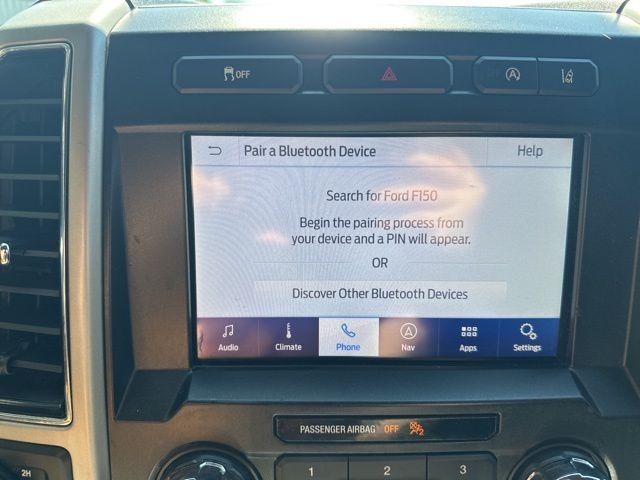 OFF
Pair a Bluetooth Device
Help
Search for Ford F150
Begin the pairing process from
your device and a PIN will appear.
OR
Discover Other Bluetooth Devices
Audio
Climate
Phone
Nav
Apps
Settings
PASSENGER AIRBAG OFF
2H
1
2
3